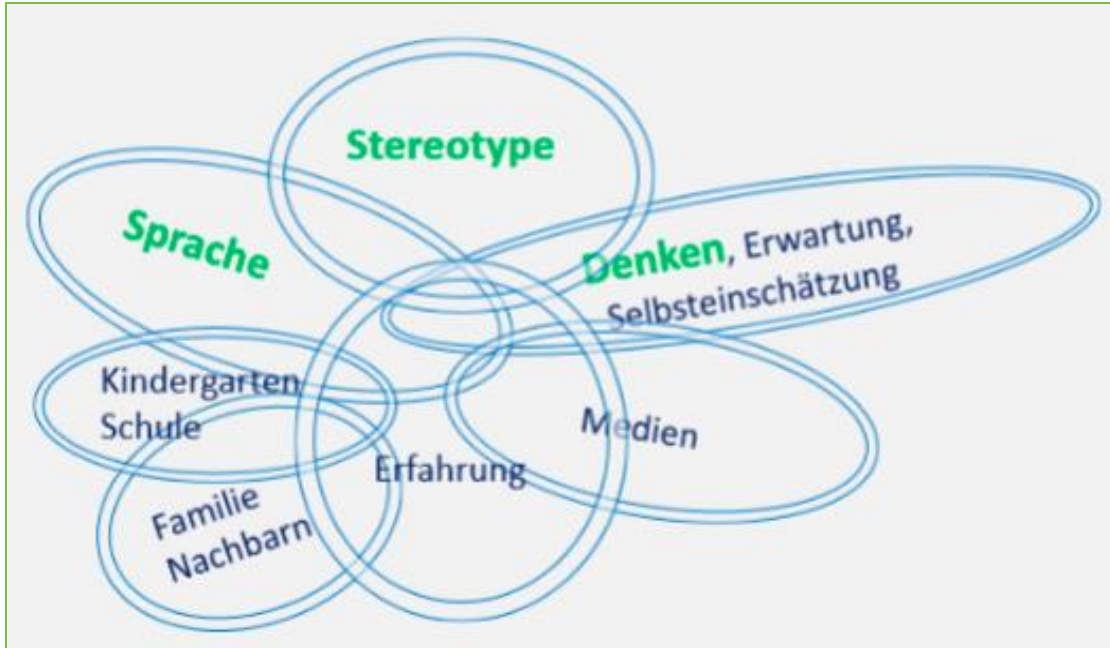 Stereotype
Sprache
Denken, Erwartung,
Selbsteinschätzung
Kindergarten
Schule
Medien
Erfahrung
Familie
Nachbarn